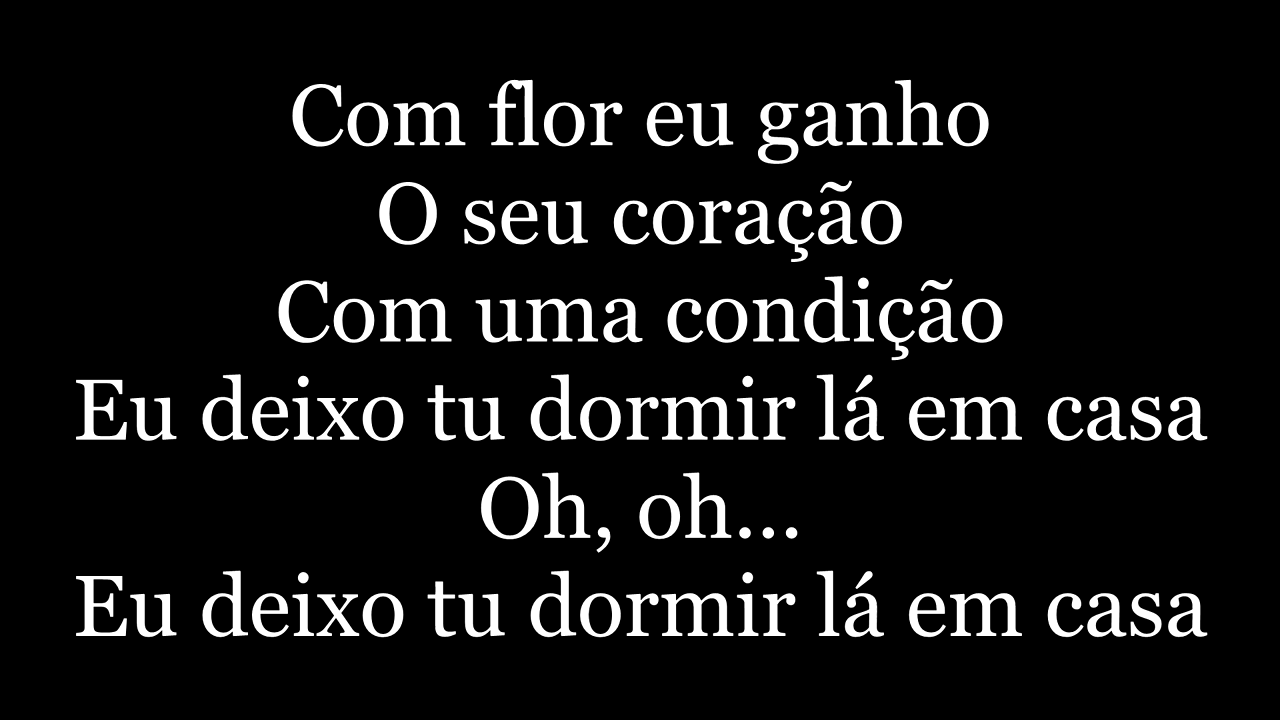 Com flor eu ganho
O seu coração
Com uma condição
Eu deixo tu dormir lá em casa
Oh, oh...
Eu deixo tu dormir lá em casa